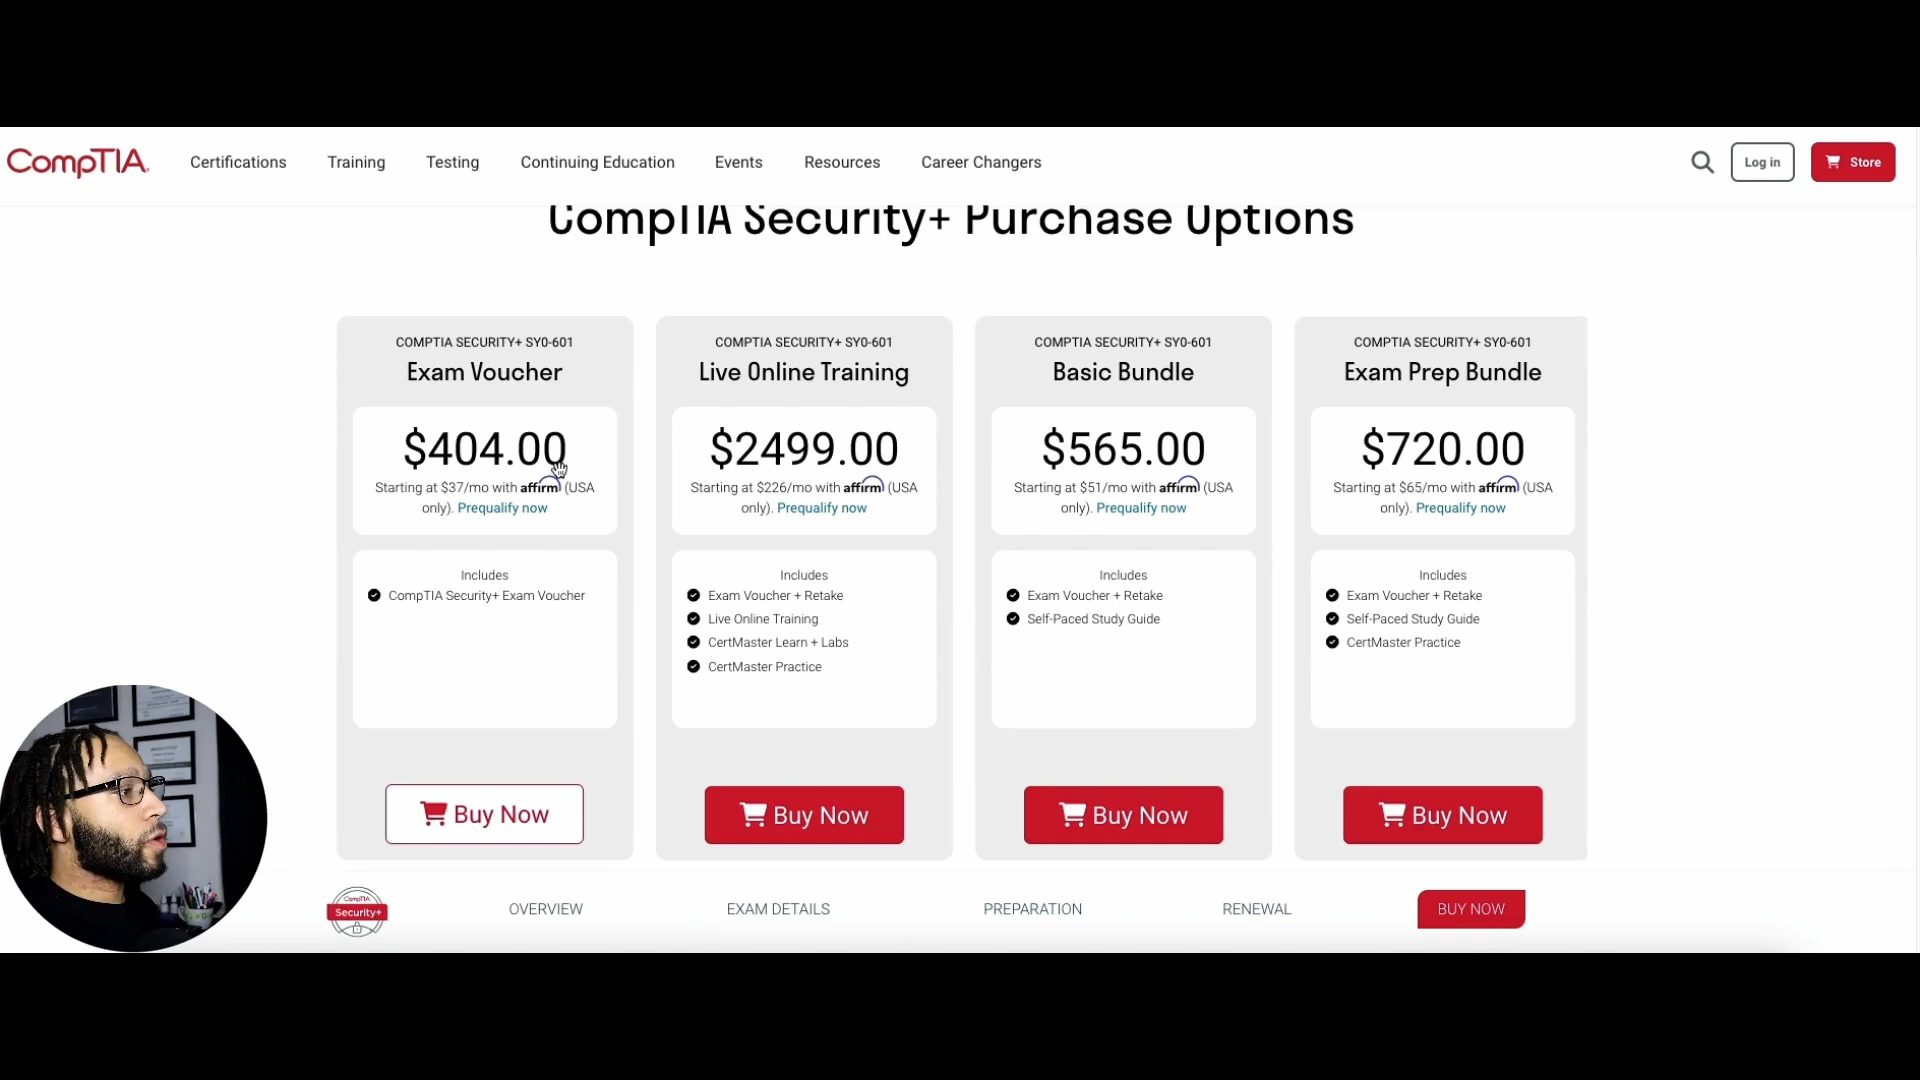 CompTIA.
Certifications
Training
Testing
Continuing Education
Events
Resources
Career Changers
Log in
Store
CompTIA Security+ Purchase Options
COMPTIA SECURITY+ SY0-601
Exam Voucher
$404.00
Starting at $37/mo with affirm (USA
only). Prequalify now
Includes
CompTIA Security+ Exam Voucher
Buy Now
COMPTIA SECURITY+ SY0-601
Live Online Training
$2499.00
Starting at $226/mo with affirm (USA
only). Prequalify now
Includes
Exam Voucher + Retake
Live Online Training
CertMaster Learn + Labs
CertMaster Practice
Buy Now
COMPTIA SECURITY+ SY0-601
Basic Bundle
$565.00
Starting at $51/mo with affirm (USA
only). Prequalify now
Includes
Exam Voucher + Retake
Self-Paced Study Guide
Buy Now
COMPTIA SECURITY+ SY0-601
Exam Prep Bundle
$720.00
Starting at $65/mo with affirm (USA
only). Prequalify now
Includes
Exam Voucher + Retake
Self-Paced Study Guide
CertMaster Practice
Buy Now
CompTIA
Security+
OVERVIEW
EXAM DETAILS
PREPARATION
RENEWAL
BUY NOW